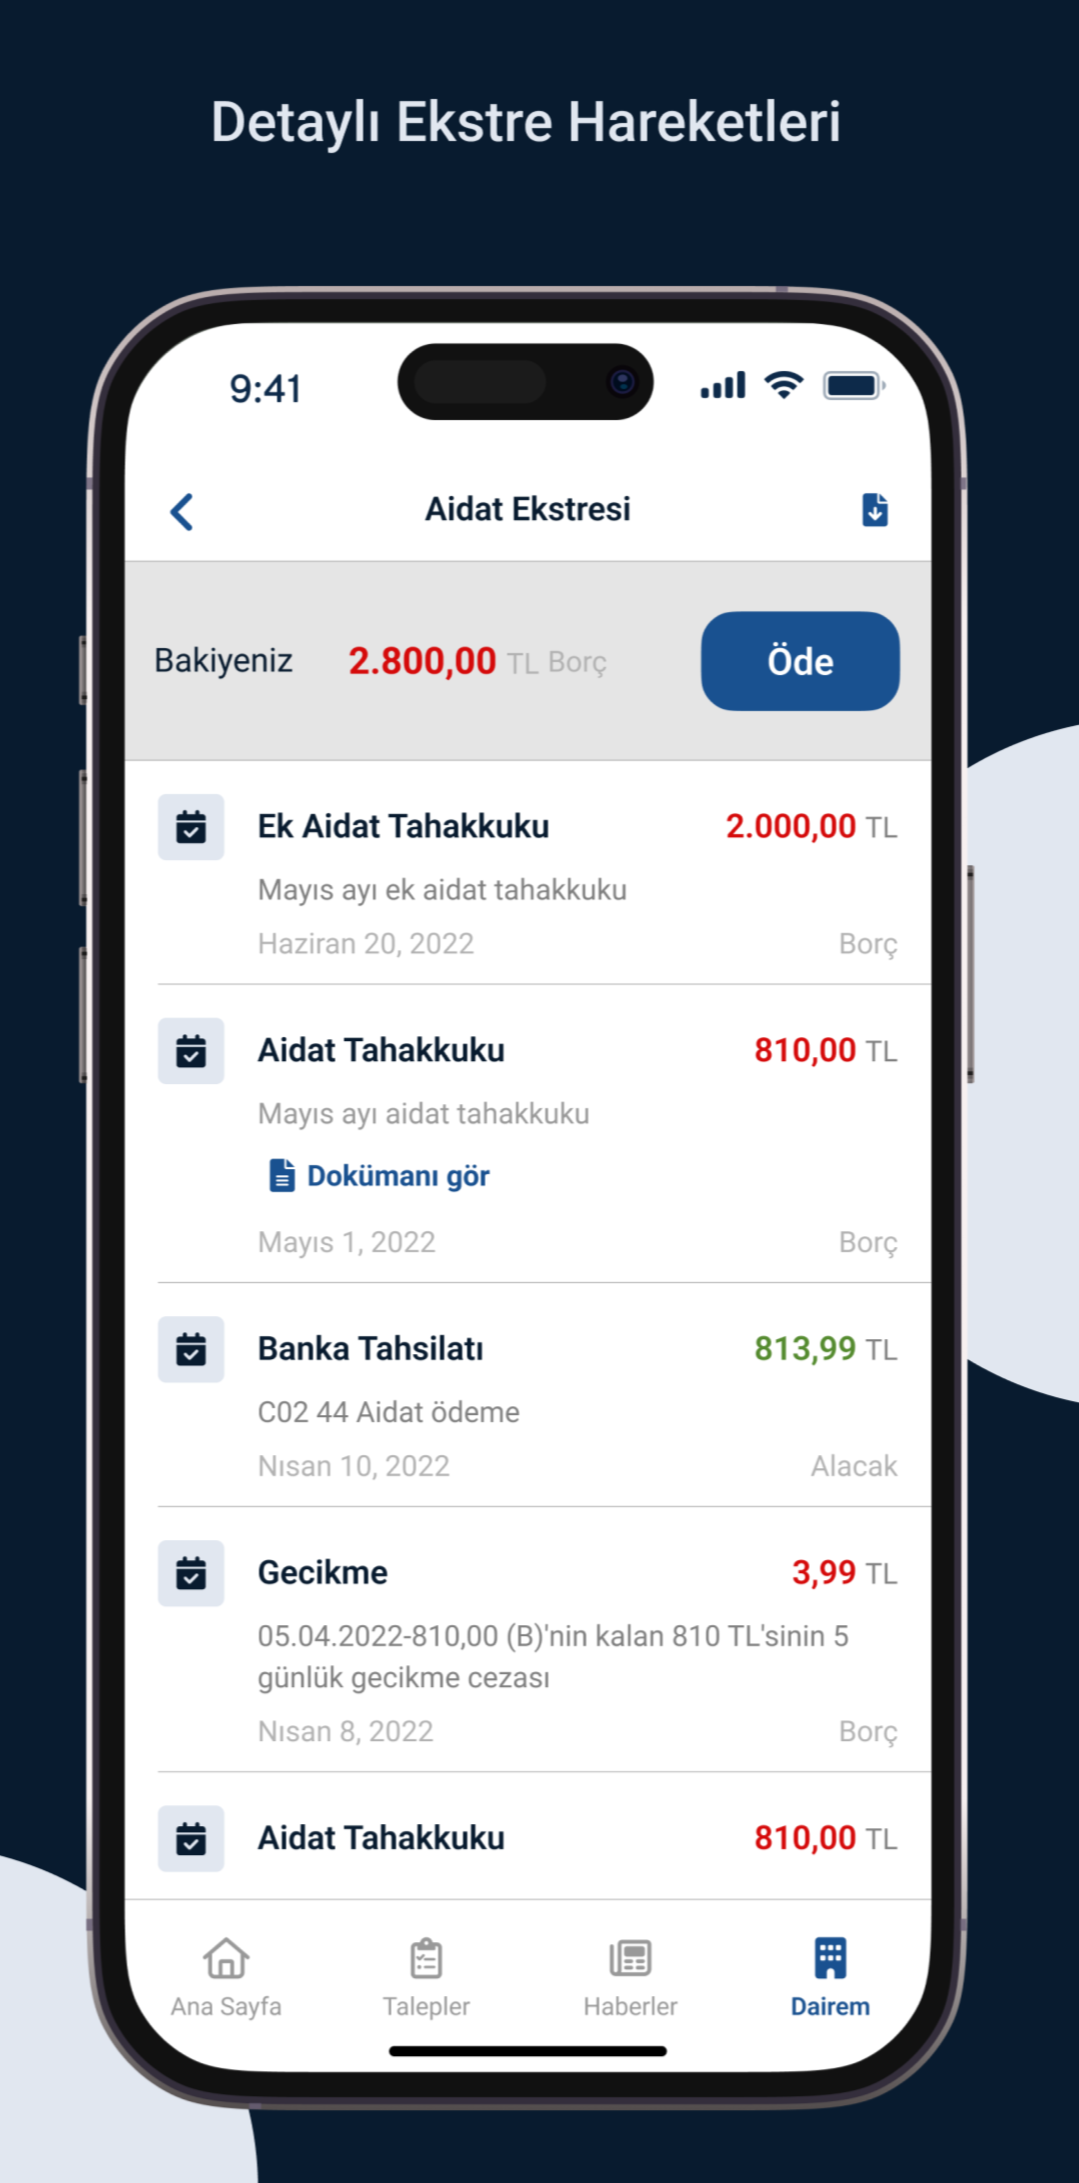 Detaylı Ekstre Hareketleri
9:41
Aidat Ekstresi
Bakiyeniz 2.800,00 TL Borç Öde
Ek Aidat Tahakkuku 2.000,00 TL
Mayıs ayı ek aidat tahakkuku
Haziran 20, 2022 Borç
Aidat Tahakkuku 810,00 TL
Mayıs ayı aidat tahakkuku
Dokümanı gör
Mayıs 1, 2022 Borç
Banka Tahsilatı 813,99 TL
C02 44 Aidat ödeme
Nısan 10, 2022 Alacak
Gecikme 3,99 TL
05.04.2022-810,00 (B)'nin kalan 810 TL'sinin 5
günlük gecikme cezası
Nısan 8, 2022 Borç
Aidat Tahakkuku 810,00 TL
Ana Sayfa Talepler Haberler Dairem